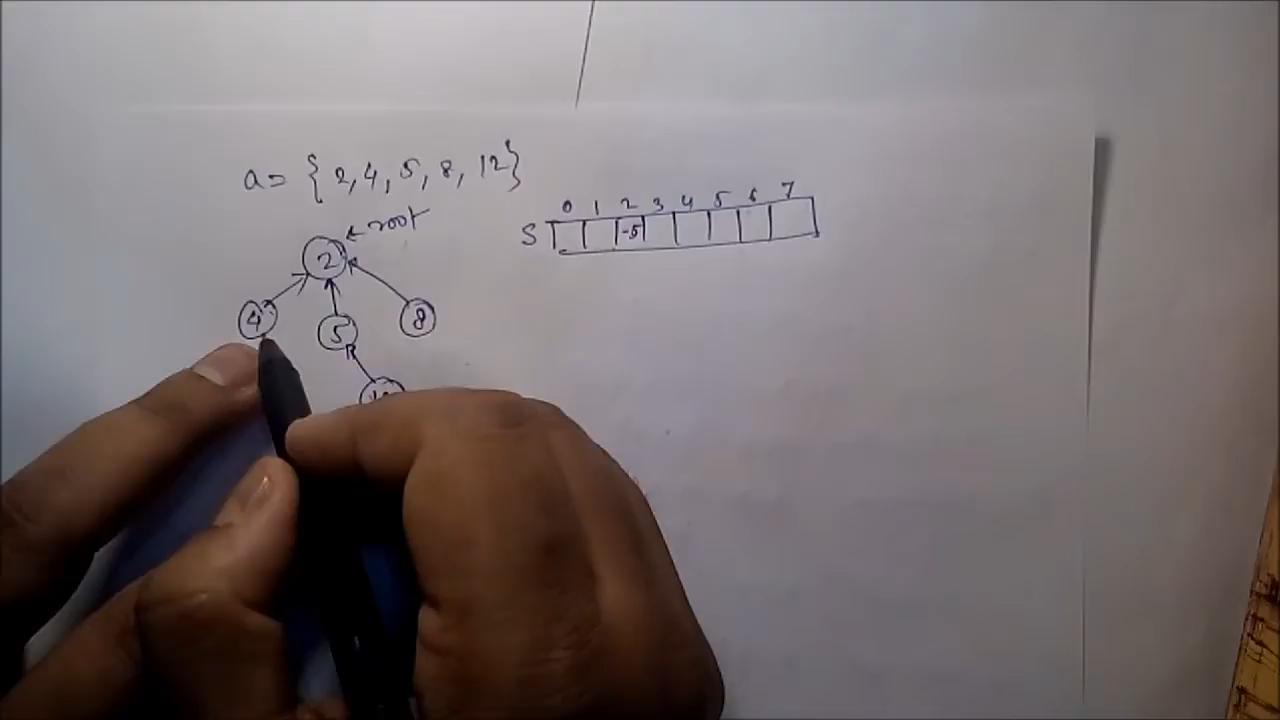 a = { 2, 4, 5, 8, 12}
← root
0 1 2 3 4 5 6 7
S -5
2
4 5 8